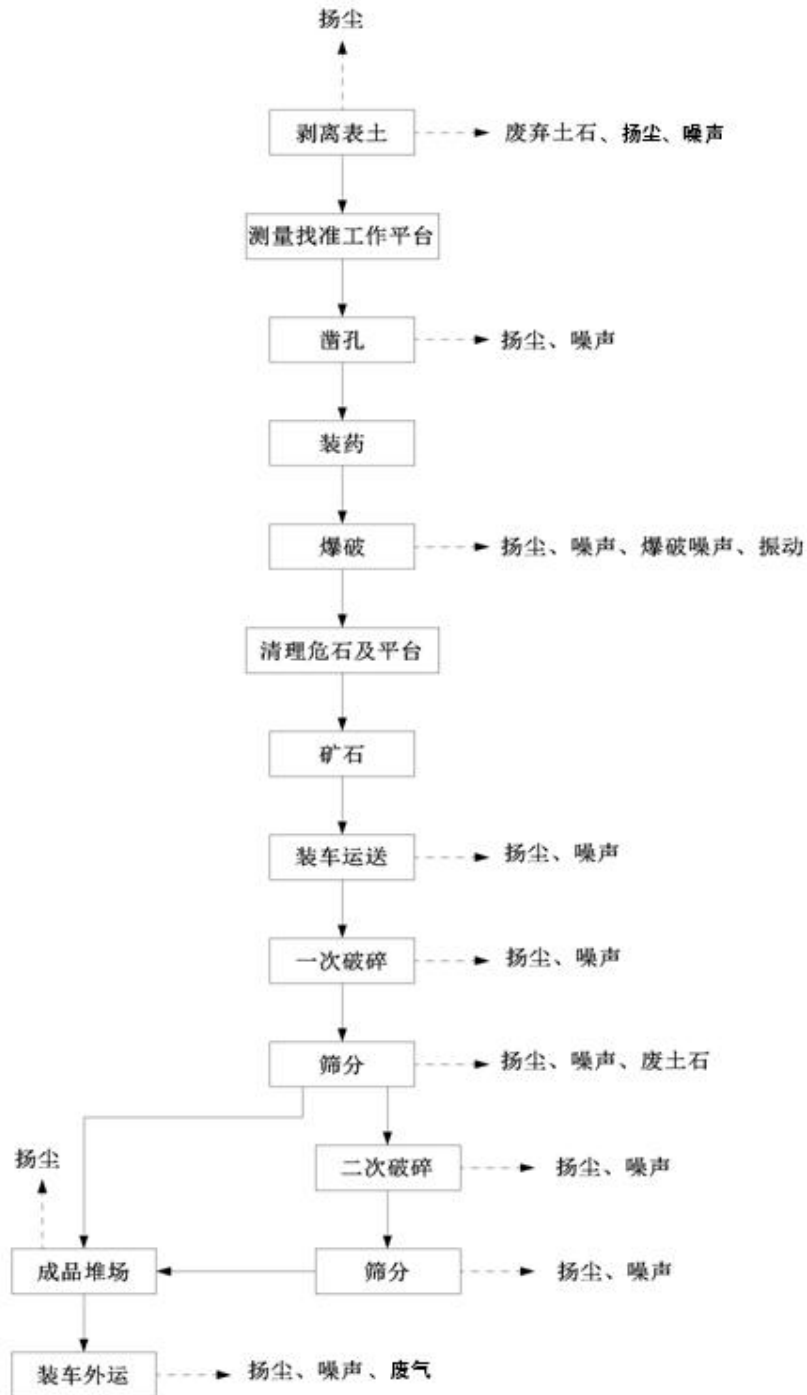 扬尘
剥离表土
废弃土石、扬尘、噪声
测量找准工作平台
凿孔
扬尘、噪声
装药
爆破
扬尘、噪声、爆破噪声、振动
清理危石及平台
矿石
装车运送
扬尘、噪声
一次破碎
扬尘、噪声
筛分
扬尘、噪声、废土石
二次破碎
扬尘、噪声
扬尘
成品堆场
筛分
扬尘、噪声
装车外运
扬尘、噪声、废气